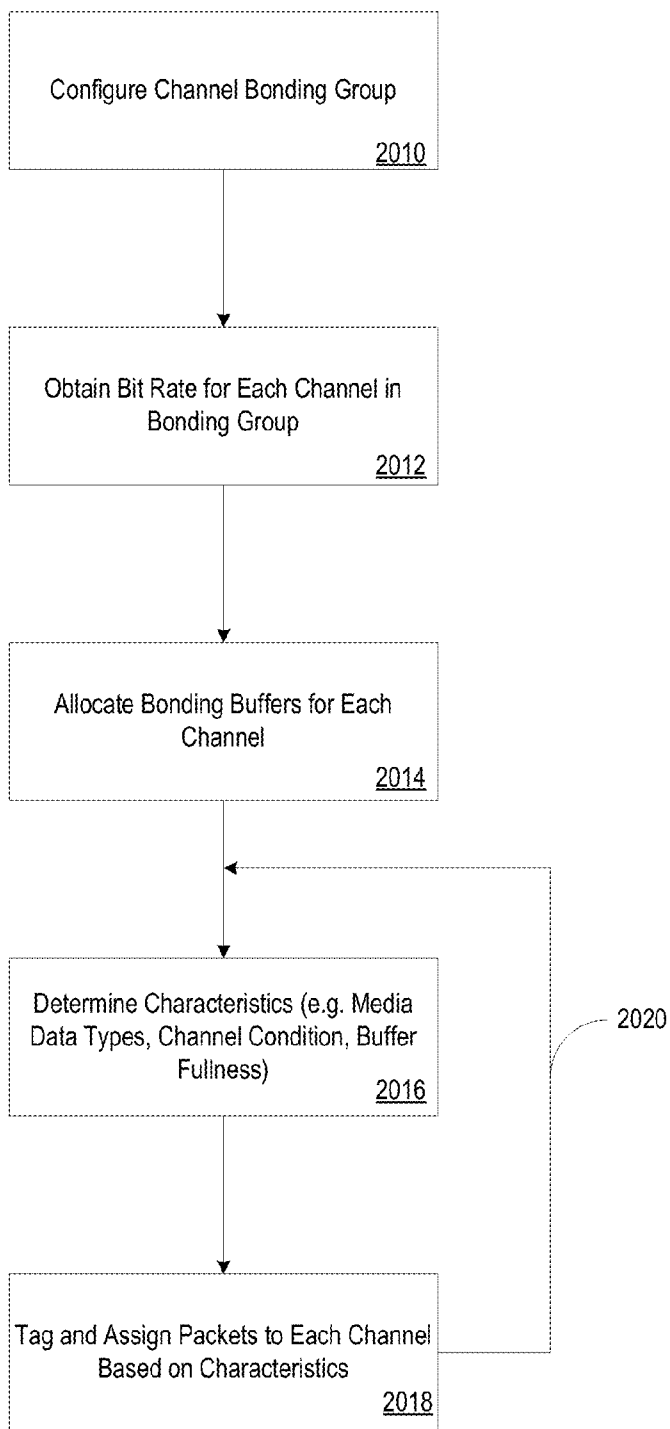 Configure Channel Bonding Group
2010
Obtain Bit Rate for Each Channel in
Bonding Group
2012
Allocate Bonding Buffers for Each
Channel
2014
Determine Characteristics (e.g. Media
Data Types, Channel Condition, Buffer
Fullness)
2016
2020
Tag and Assign Packets to Each Channel
Based on Characteristics
2018